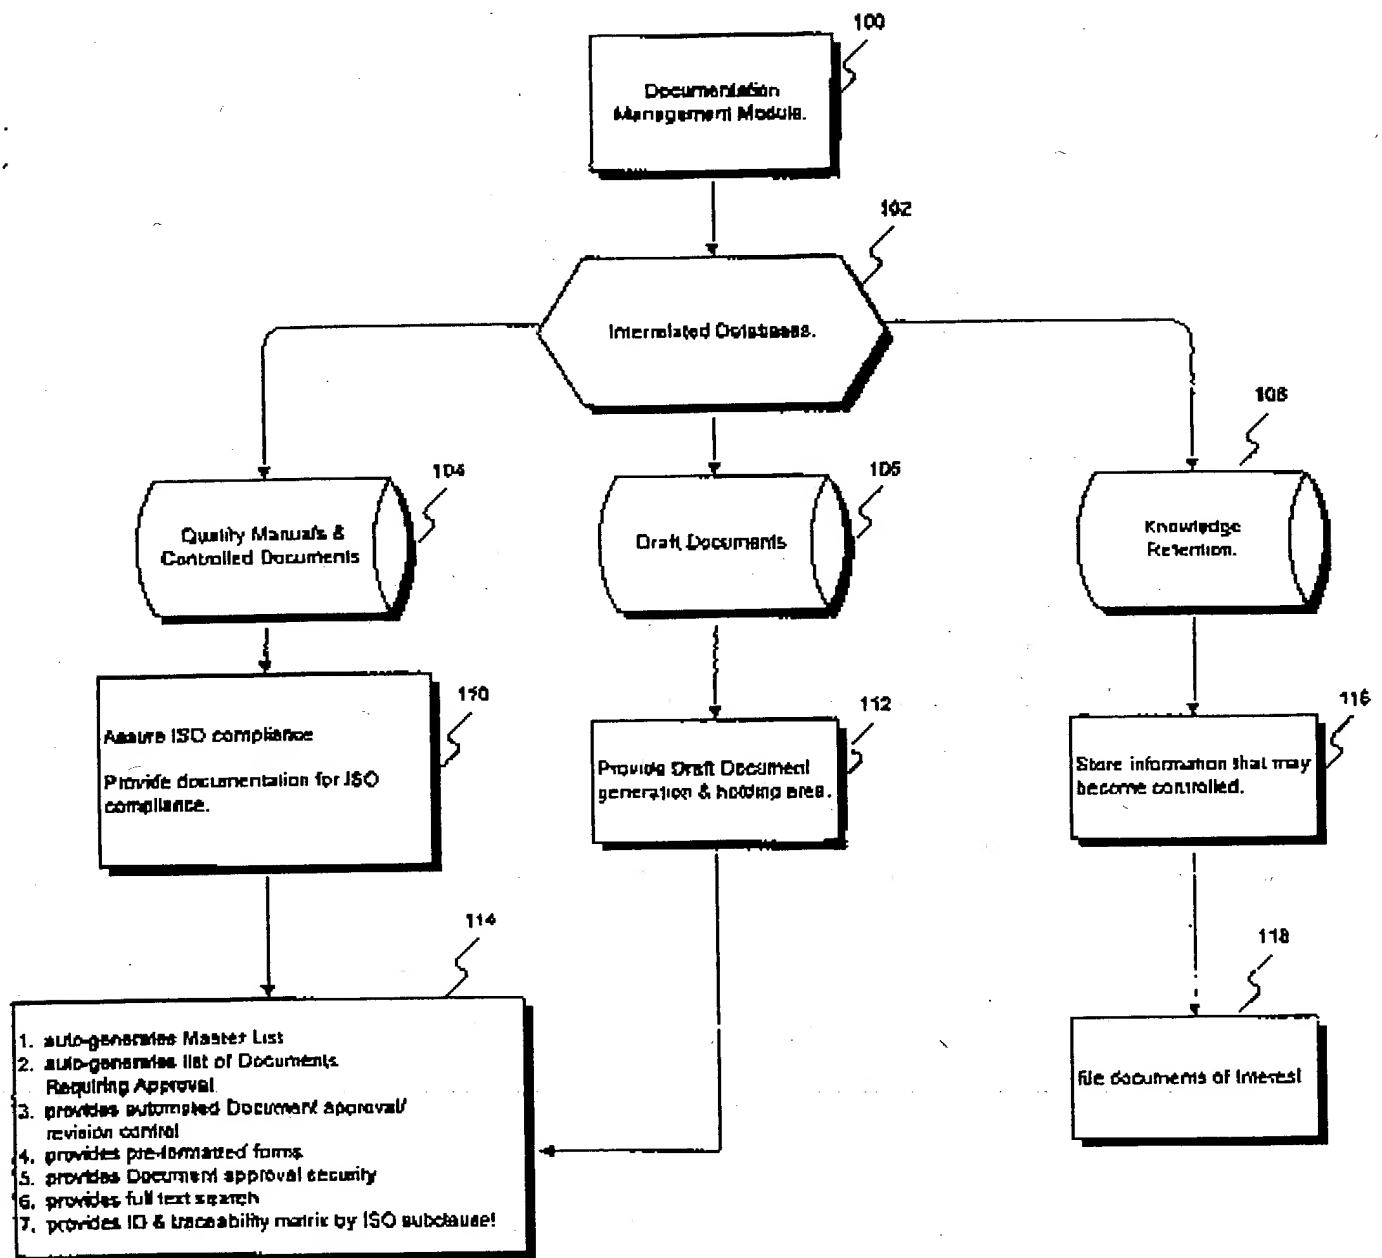 100
Documentation
Management Module.
102
Interrelated Databases.
104
Quality Manuals &
Controlled Documents
106
Draft Documents
108
Knowledge
Retention.
110
Assure ISO compliance
Provide documentation for ISO
compliance.
112
Provide Draft Document
generation & holding area.
116
Store information that may
become controlled.
114
1. auto-generates Master List
2. auto-generates list of Documents
Requiring Approval
3. provides automated Document approval/
revision control
4. provides pre-formatted forms
5. provides Document approval security
6. provides full text search
7. provides ID & traceability matrix by ISO subclause!
118
file documents of Interest